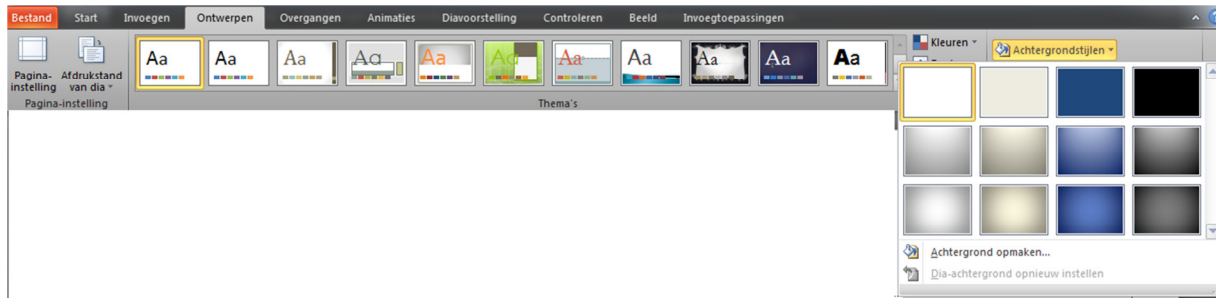 Bestand Start Invoegen Ontwerpen Overgangen Animaties Diavoorstelling Controleren Beeld Invoegtoepassingen
Pagina-
instelling
Afdrukstand
van dia
Pagina-instelling
Aa Aa Aa Aa Aa Aa Aa Aa Aa Aa Aa
Thema's
Kleuren
Achtergrondstijlen
Achtergrond opmaken...
Dia-achtergrond opnieuw instellen